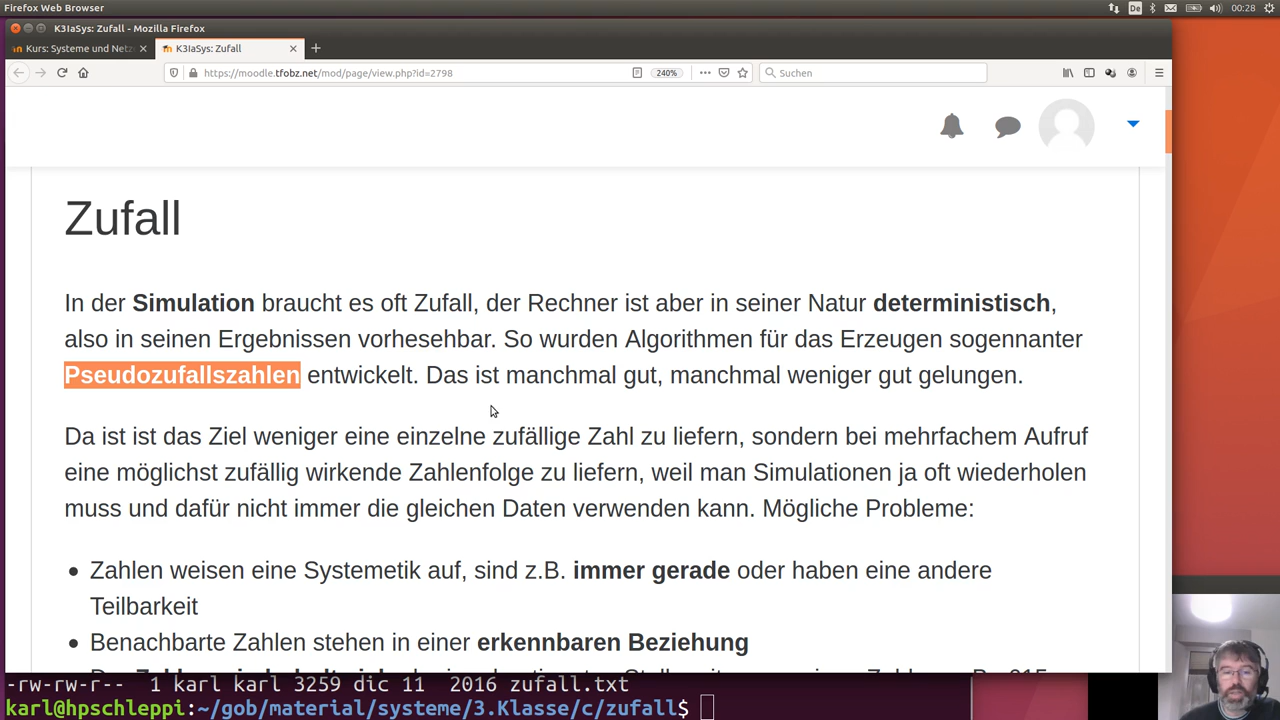 Firefox Web Browser
De
00:28
K3IaSys: Zufall - Mozilla Firefox
Kurs: Systeme und Netz
K3IaSys: Zufall
https://moodle.tfobz.net/mod/page/view.php?id=2798
240%
Suchen
Zufall
In der Simulation braucht es oft Zufall, der Rechner ist aber in seiner Natur deterministisch,
also in seinen Ergebnissen vorhesehbar. So wurden Algorithmen für das Erzeugen sogennanter
Pseudozufallszahlen entwickelt. Das ist manchmal gut, manchmal weniger gut gelungen.
Da ist ist das Ziel weniger eine einzelne zufällige Zahl zu liefern, sondern bei mehrfachem Aufruf
eine möglichst zufällig wirkende Zahlenfolge zu liefern, weil man Simulationen ja oft wiederholen
muss und dafür nicht immer die gleichen Daten verwenden kann. Mögliche Probleme:
Zahlen weisen eine Systemetik auf, sind z.B. immer gerade oder haben eine andere
Teilbarkeit
Benachbarte Zahlen stehen in einer erkennbaren Beziehung
-rw-rw-r-- 1 karl karl 3259 dic 11 2016 zufall.txt
karl@hpschleppi:~/gob/material/systeme/3.Klasse/c/zufall$